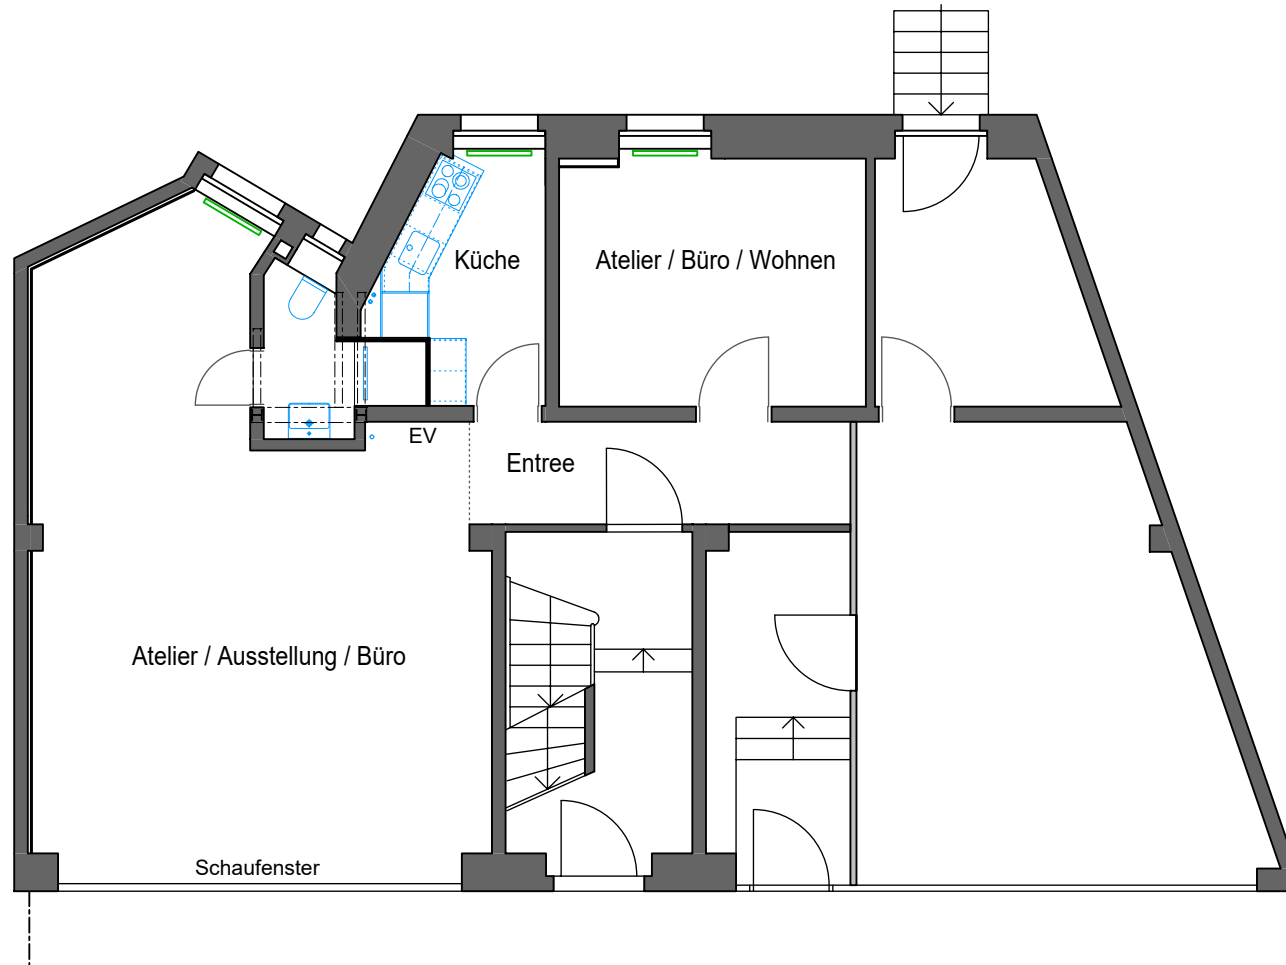 Küche
Atelier / Büro / Wohnen
EV
Entree
Atelier / Ausstellung / Büro
Schaufenster